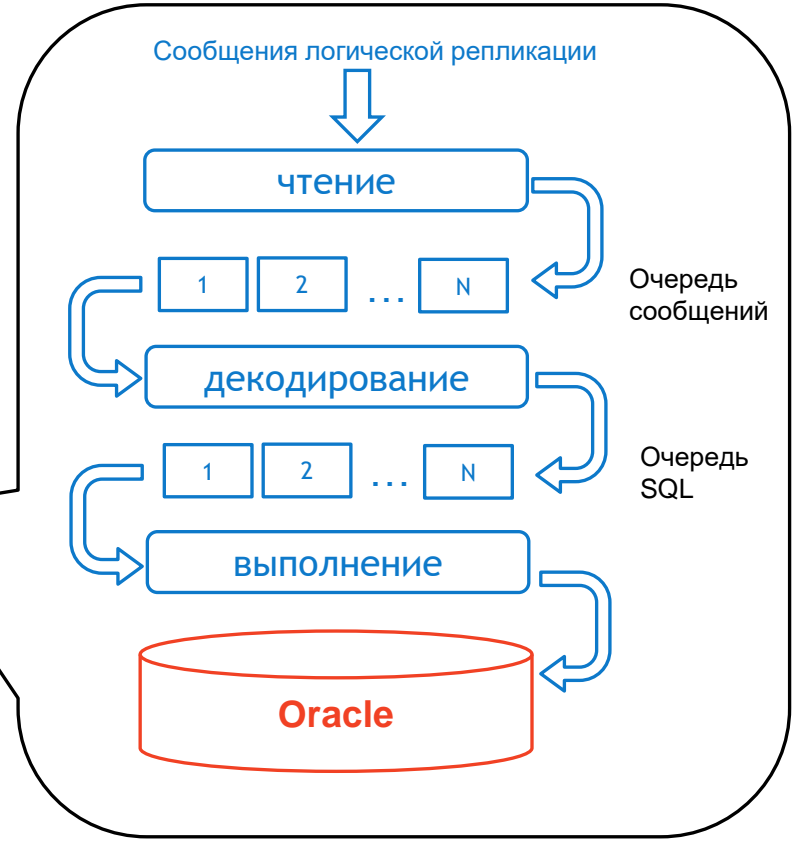 Сообщения логической репликации
чтение
1 2 ... N
Очередь
сообщений
декодирование
1 2 ... N
Очередь
SQL
выполнение
Oracle